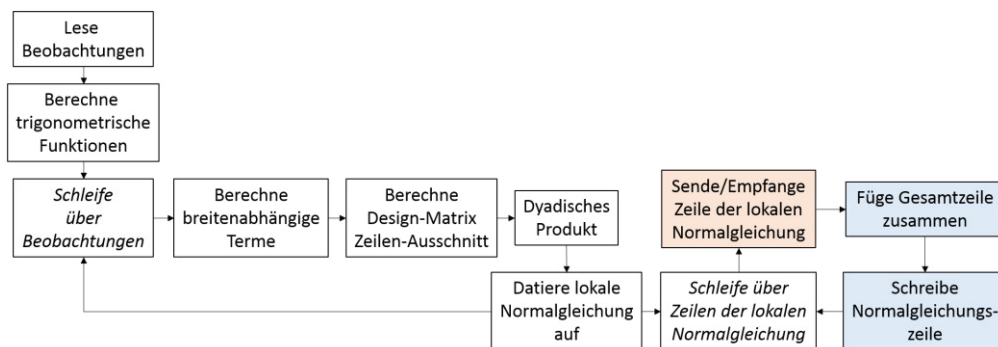 Lese
Beobachtungen
Berechne
trigonometrische
Funktionen
Schleife
über
Beobachtungen
Berechne
breitenabhängige
Terme
Berechne
Design-Matrix
Zeilen-Ausschnitt
Dyadisches
Produkt
Datiere lokale
Normalgleichung
auf
Schleife über
Zeilen der lokalen
Normalgleichung
Sende/Empfange
Zeile der lokalen
Normalgleichung
Füge Gesamtzeile
zusammen
Schreibe
Normalgleichungs-
zeile